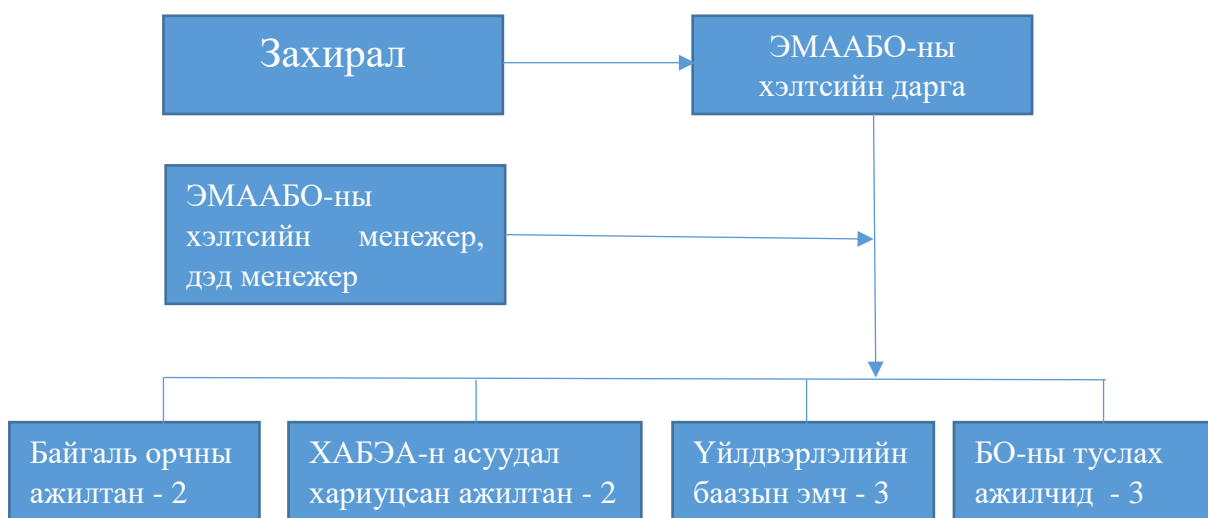 Захирал
ЭМААБО-ны
хэлтсийн дарга
ЭМААБО-ны
хэлтсийн менежер,
дэд менежер
Байгаль орчны
ажилтан - 2
ХАБЭА-н асуудал
хариуцсан ажилтан - 2
Үйлдвэрлэлийн
баазын эмч - 3
БО-ны туслах
ажилчид - 3